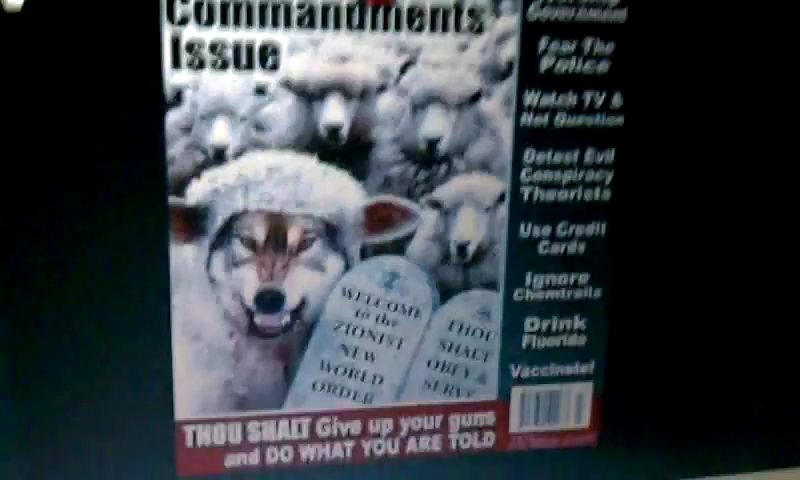 Commandments
Issue
Government
Fear The
Police
Watch TV &
Not Question
Detest Evil
Conspiracy
Theorists
Use Credit
Cards
Ignore
Chemtrails
Drink
Fluoride
Vaccinate!
WELCOME
to the
ZIONIST
NEW
WORLD
ORDER
THOU
SHALT
OBEY &
SERVE
THOU SHALT Give up your guns
and DO WHAT YOU ARE TOLD